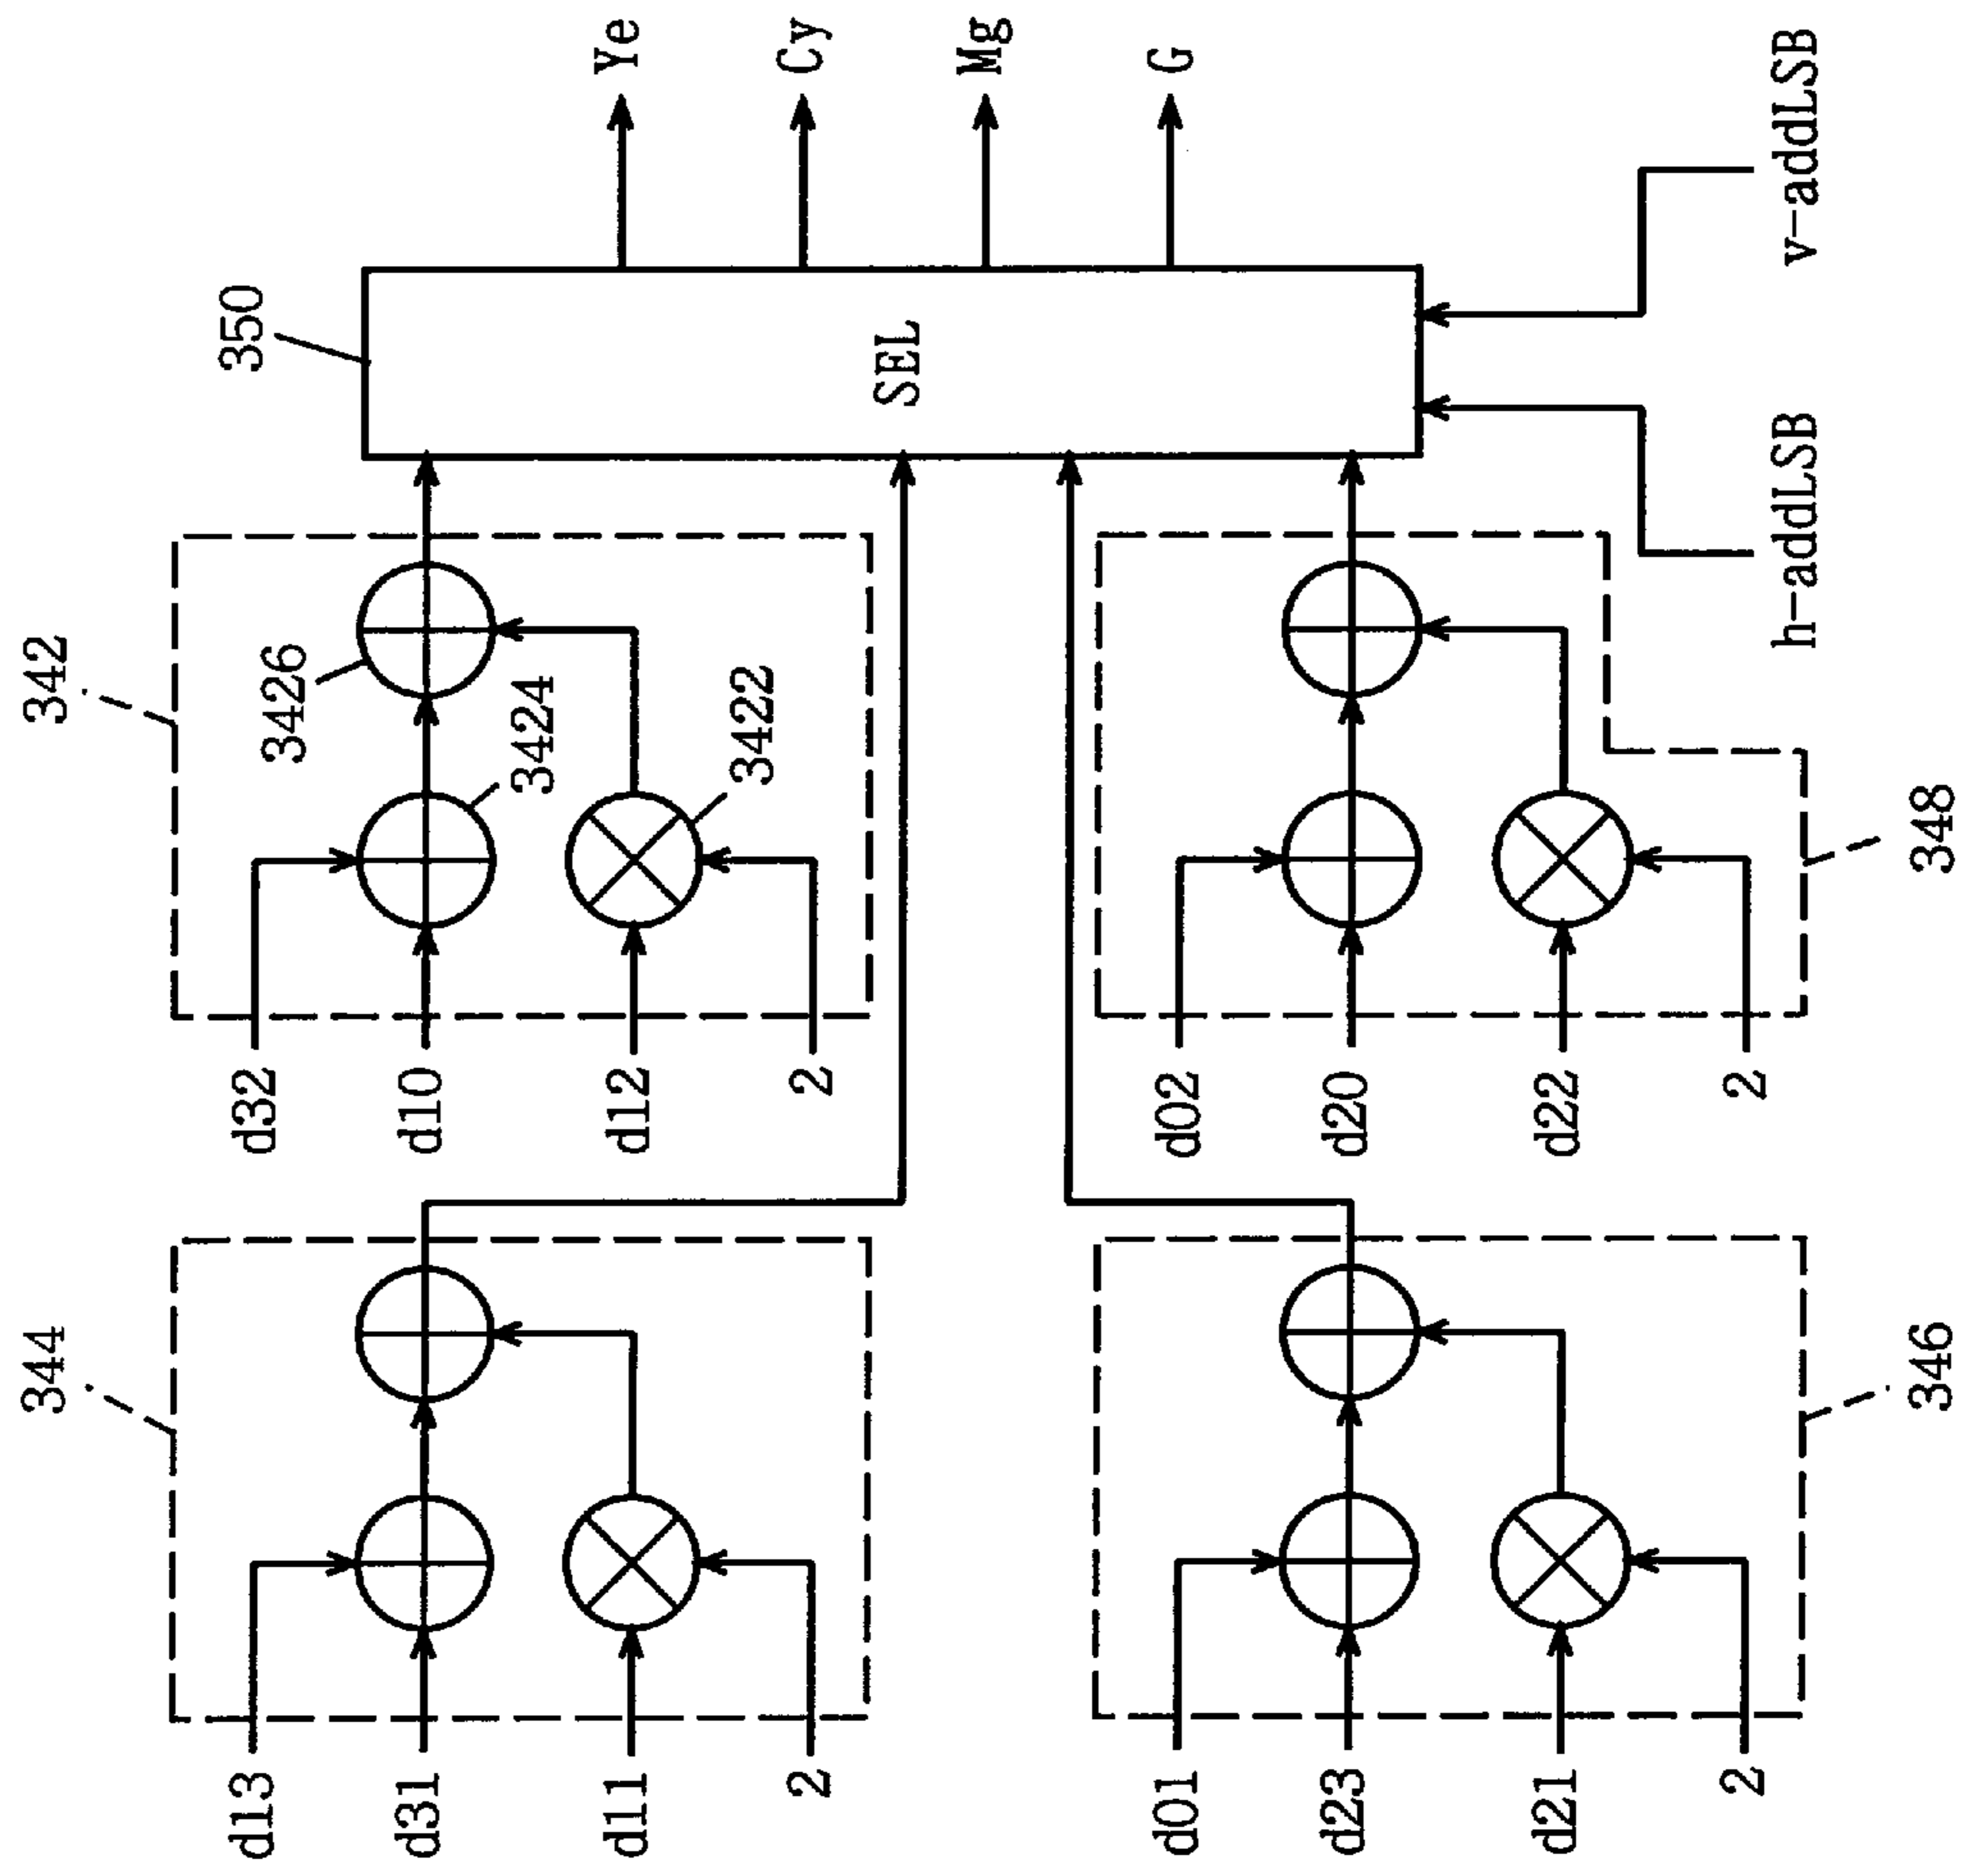 344
d13
d31
d11
2
342
d32
d10
d12
2
3426
3424
3422
350
SEL
Ye
Cy
Mg
G
d01
d23
d21
2
346
d02
d20
d22
2
348
h-addLSB
v-addLSB